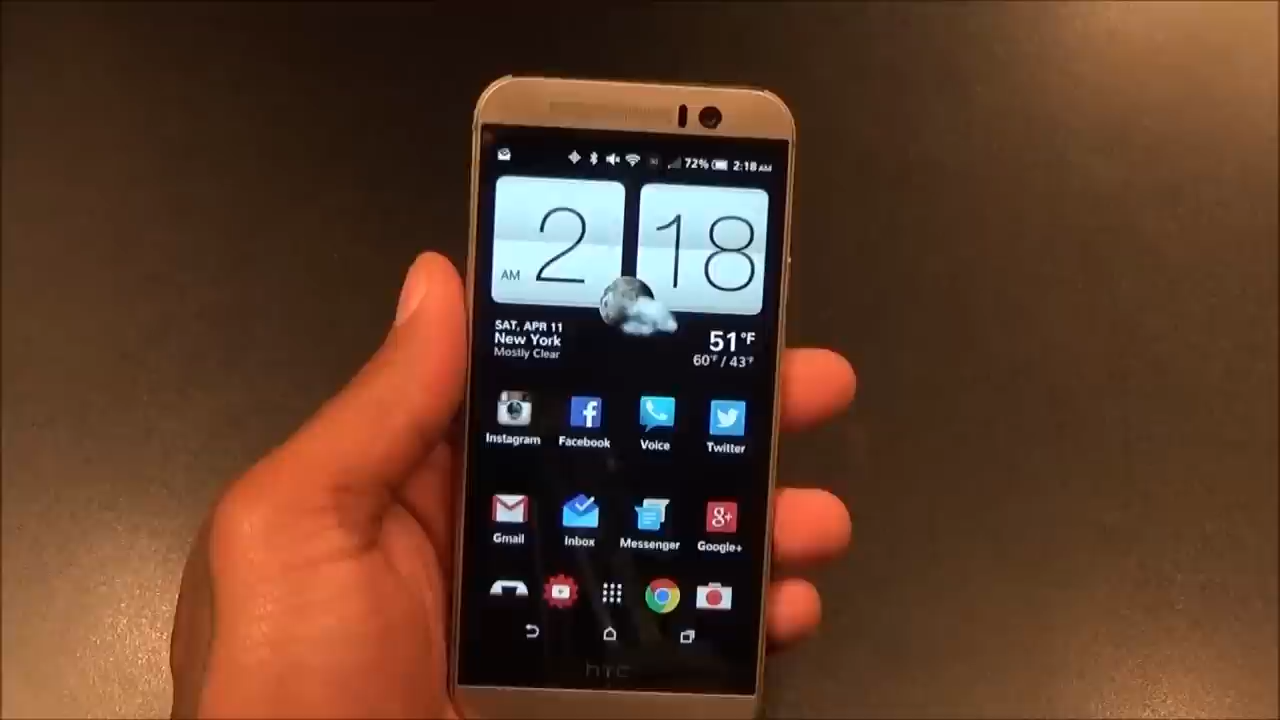 72% 2:18 AM
2 18
AM
SAT, APR 11
New York
Mostly Clear
51°F
60°F / 43°F
Instagram Facebook Voice Twitter
Gmail Inbox Messenger Google+
hTC